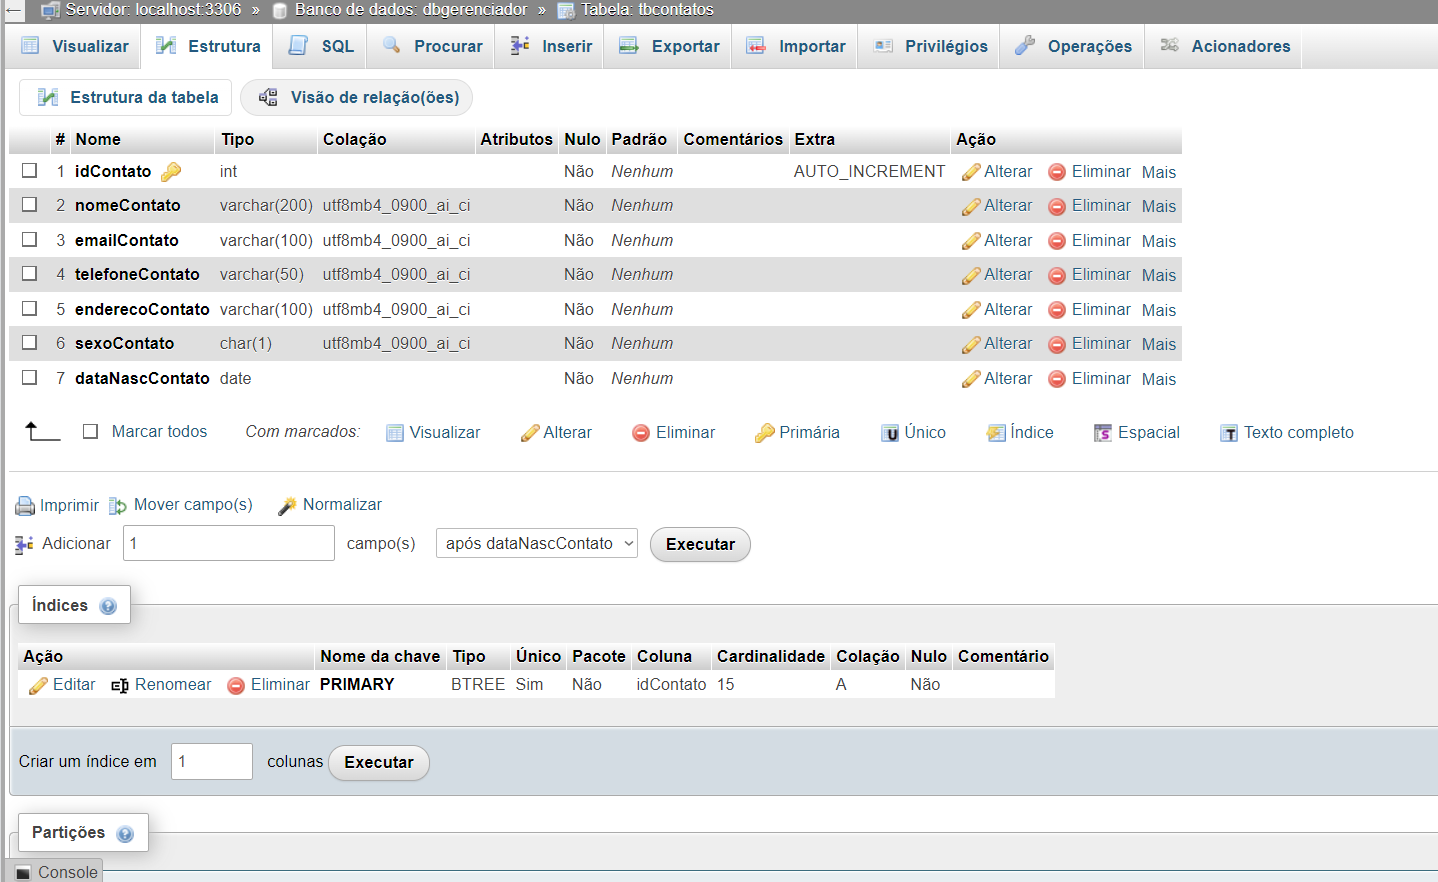 Servidor: localhost:3306 » Banco de dados: dbgerenciador » Tabela: tbcontatos
Visualizar Estrutura SQL Procurar Inserir Exportar Importar Privilégios Operações Acionadores
Estrutura da tabela Visão de relação(ões)
# Nome Tipo Colação Atributos Nulo Padrão Comentários Extra Ação
1 idContato int Não Nenhum AUTO_INCREMENT Alterar Eliminar Mais
2 nomeContato varchar(200) utf8mb4_0900_ai_ci Não Nenhum Alterar Eliminar Mais
3 emailContato varchar(100) utf8mb4_0900_ai_ci Não Nenhum Alterar Eliminar Mais
4 telefoneContato varchar(50) utf8mb4_0900_ai_ci Não Nenhum Alterar Eliminar Mais
5 enderecoContato varchar(100) utf8mb4_0900_ai_ci Não Nenhum Alterar Eliminar Mais
6 sexoContato char(1) utf8mb4_0900_ai_ci Não Nenhum Alterar Eliminar Mais
7 dataNascContato date Não Nenhum Alterar Eliminar Mais
Marcar todos Com marcados: Visualizar Alterar Eliminar Primária Único Índice Espacial Texto completo
Imprimir Mover campo(s) Normalizar
Adicionar 1 campo(s) após dataNascContato Executar
Índices
Ação Nome da chave Tipo Único Pacote Coluna Cardinalidade Colação Nulo Comentário
Editar Renomear Eliminar PRIMARY BTREE Sim Não idContato 15 A Não
Criar um índice em 1 colunas Executar
Partições
Console